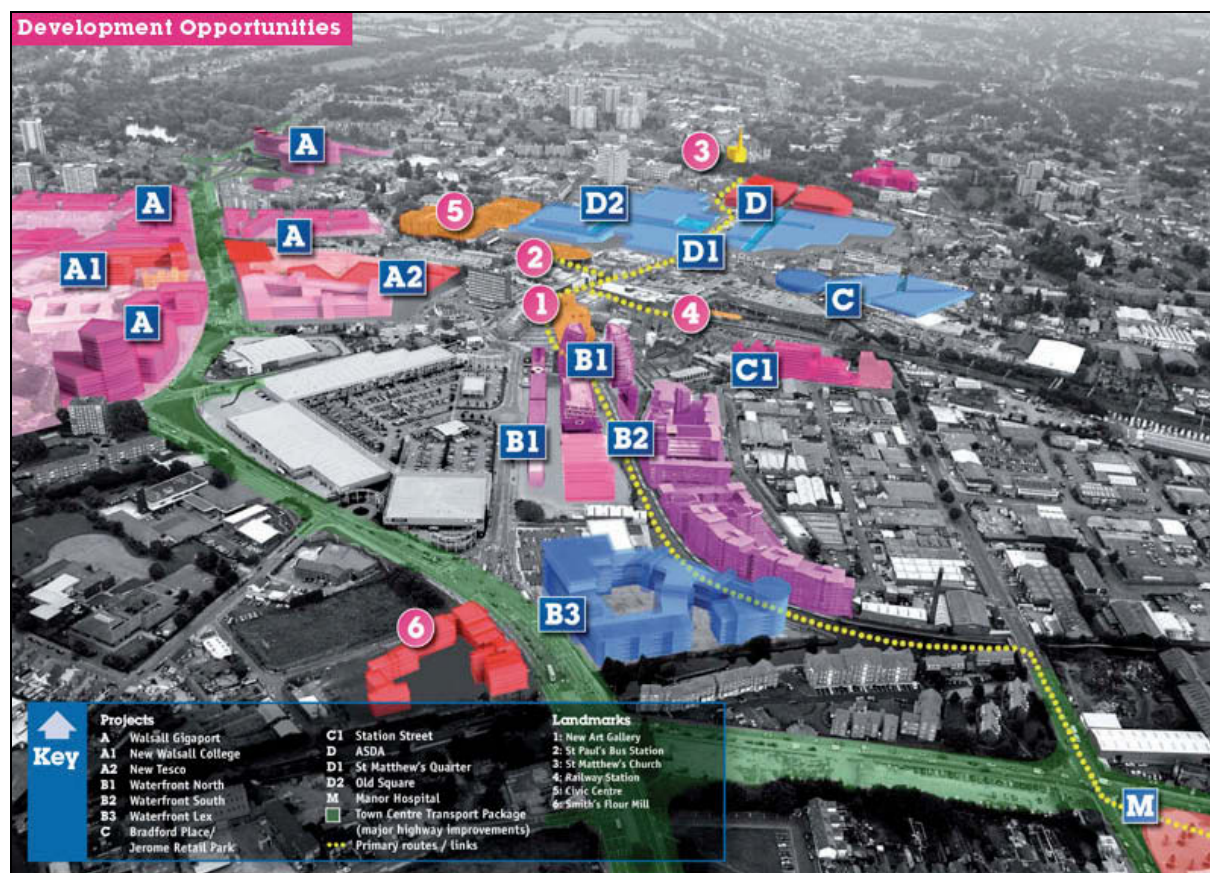 Development Opportunities
A
3
A
5
D2
D
A
D1
A1
A2
2
C
A
1
4
B1
C1
B1
B2
B3
6
M
Key
Projects
A Walsall Gigaport
A1 New Walsall College
A2 New Tesco
B1 Waterfront North
B2 Waterfront South
B3 Waterfront Lex
C Bradford Place/
Jerome Retail Park
C1 Station Street
D ASDA
D1 St Matthew's Quarter
D2 Old Square
M Manor Hospital
Town Centre Transport Package
(major highway improvements)
Primary routes / links
Landmarks
1: New Art Gallery
2: St Paul's Bus Station
3: St Matthew's Church
4: Railway Station
5: Civic Centre
6: Smith's Flour Mill